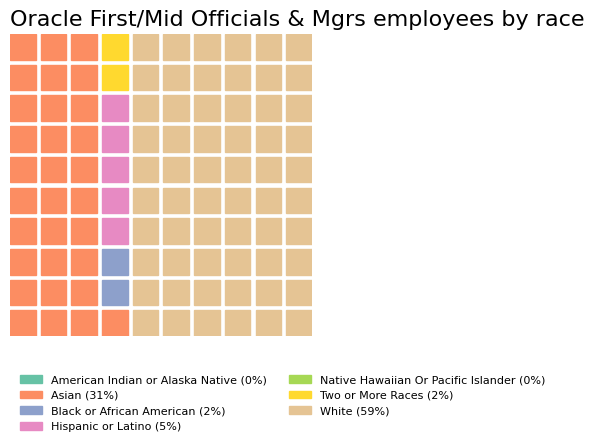 Oracle First/Mid Officials & Mgrs employees by race
American Indian or Alaska Native (0%)
Asian (31%)
Black or African American (2%)
Hispanic or Latino (5%)
Native Hawaiian Or Pacific Islander (0%)
Two or More Races (2%)
White (59%)